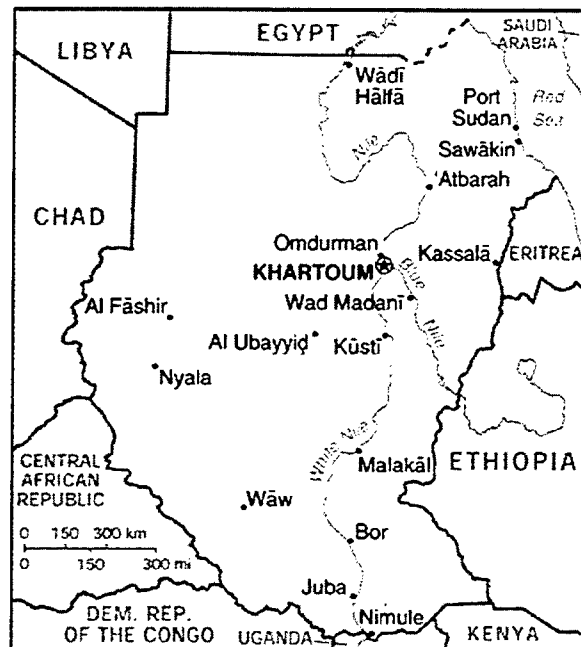 LIBYA
EGYPT
SAUDI
ARABIA
Wādī
Hālfā
Port
Sudan
Red
Sea
Nile
Sawākin
'Atbarah
CHAD
Omdurman
KHARTOUM
Kassalā
ERITREA
Blue
Nile
Wad Madanī
Al Fāshir
Al Ubayyiḍ
Kūstī
Nyala
White Nile
Malakāl
ETHIOPIA
CENTRAL
AFRICAN
REPUBLIC
Wāw
0 150 300 km
0 150 300 mi
Bor
Juba
Nimule
DEM. REP.
OF THE CONGO
UGANDA
KENYA